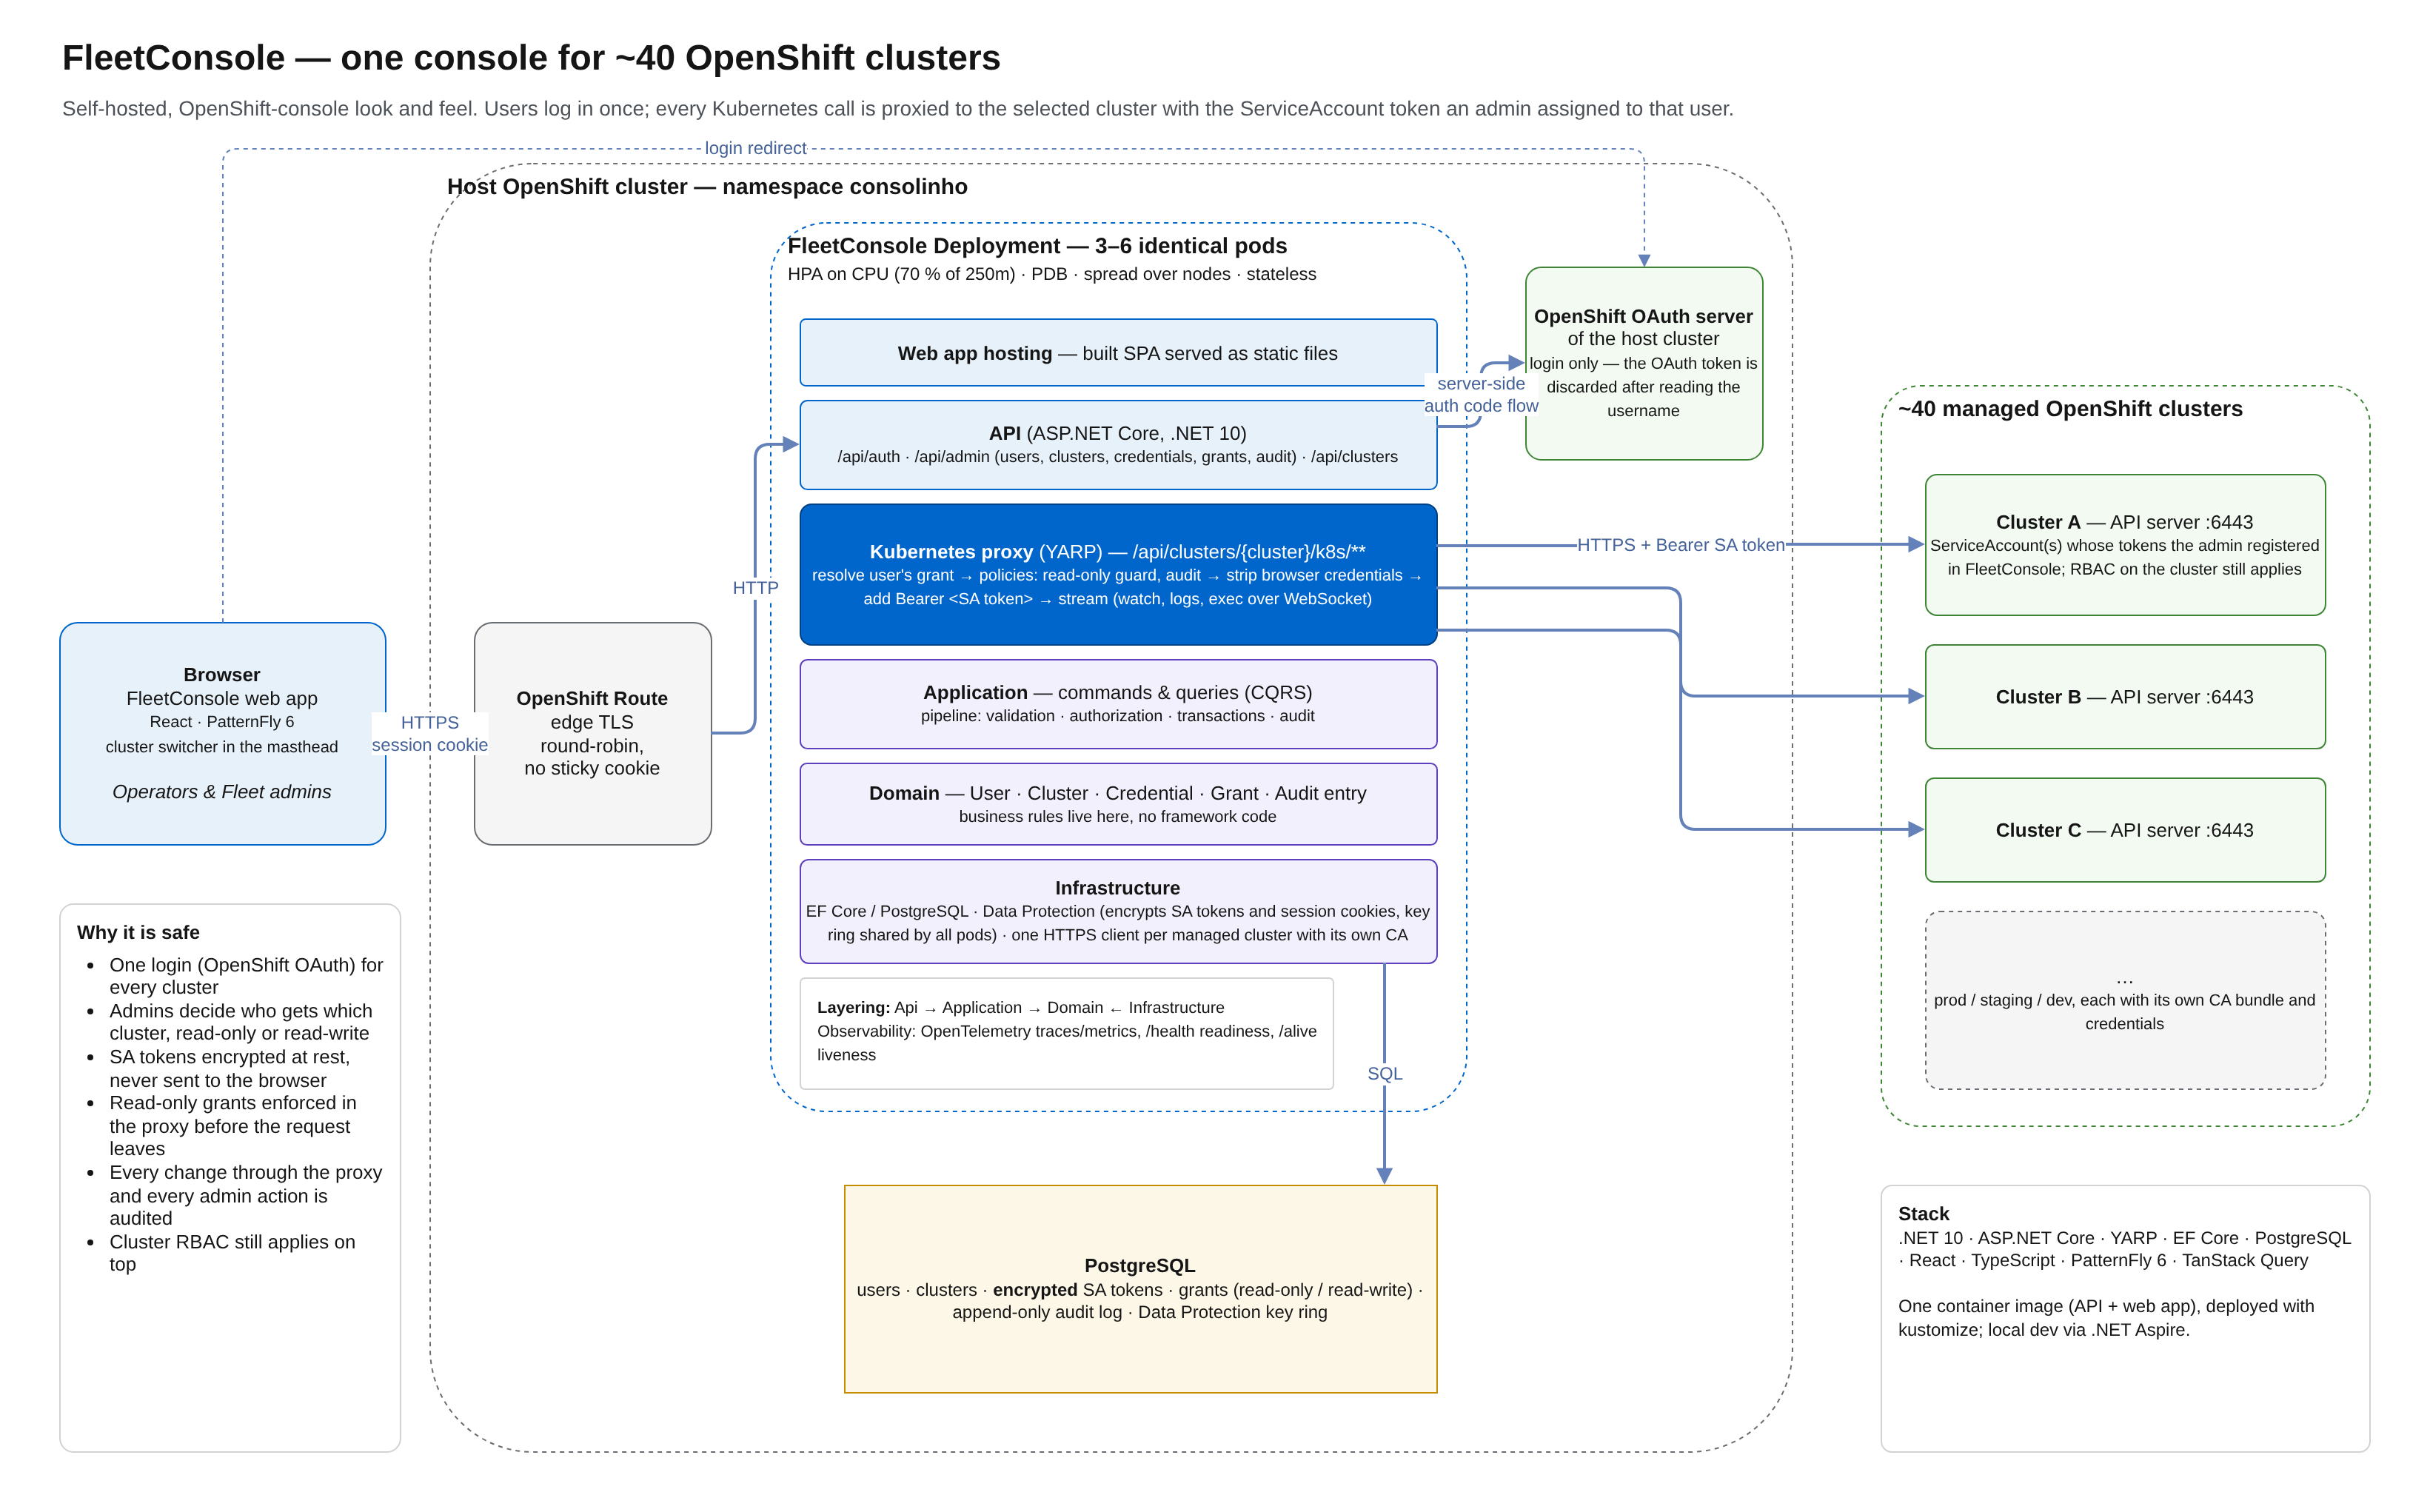 FleetConsole — one console for ~40 OpenShift clusters
Self-hosted, OpenShift-console look and feel. Users log in once; every Kubernetes call is proxied to the selected cluster with the ServiceAccount token an admin assigned to that user.
login redirect
Host OpenShift cluster — namespace consolinho
FleetConsole Deployment — 3–6 identical pods
HPA on CPU (70 % of 250m) · PDB · spread over nodes · stateless
Web app hosting — built SPA served as static files
API (ASP.NET Core, .NET 10)
/api/auth · /api/admin (users, clusters, credentials, grants, audit) · /api/clusters
server-side
auth code flow
OpenShift OAuth server
of the host cluster
login only — the OAuth token is
discarded after reading the
username
Kubernetes proxy (YARP) — /api/clusters/{cluster}/k8s/**
resolve user's grant → policies: read-only guard, audit → strip browser credentials →
add Bearer <SA token> → stream (watch, logs, exec over WebSocket)
HTTP
HTTPS + Bearer SA token
Application — commands & queries (CQRS)
pipeline: validation · authorization · transactions · audit
Domain — User · Cluster · Credential · Grant · Audit entry
business rules live here, no framework code
Infrastructure
EF Core / PostgreSQL · Data Protection (encrypts SA tokens and session cookies, key
ring shared by all pods) · one HTTPS client per managed cluster with its own CA
Layering: Api → Application → Domain ← Infrastructure
Observability: OpenTelemetry traces/metrics, /health readiness, /alive
liveness
SQL
PostgreSQL
users · clusters · encrypted SA tokens · grants (read-only / read-write) ·
append-only audit log · Data Protection key ring
Browser
FleetConsole web app
React · PatternFly 6
cluster switcher in the masthead
Operators & Fleet admins
HTTPS
session cookie
OpenShift Route
edge TLS
round-robin,
no sticky cookie
Why it is safe
• One login (OpenShift OAuth) for
every cluster
• Admins decide who gets which
cluster, read-only or read-write
• SA tokens encrypted at rest,
never sent to the browser
• Read-only grants enforced in
the proxy before the request
leaves
• Every change through the proxy
and every admin action is
audited
• Cluster RBAC still applies on
top
~40 managed OpenShift clusters
Cluster A — API server :6443
ServiceAccount(s) whose tokens the admin registered
in FleetConsole; RBAC on the cluster still applies
Cluster B — API server :6443
Cluster C — API server :6443
…
prod / staging / dev, each with its own CA bundle and
credentials
Stack
.NET 10 · ASP.NET Core · YARP · EF Core · PostgreSQL
· React · TypeScript · PatternFly 6 · TanStack Query
One container image (API + web app), deployed with
kustomize; local dev via .NET Aspire.